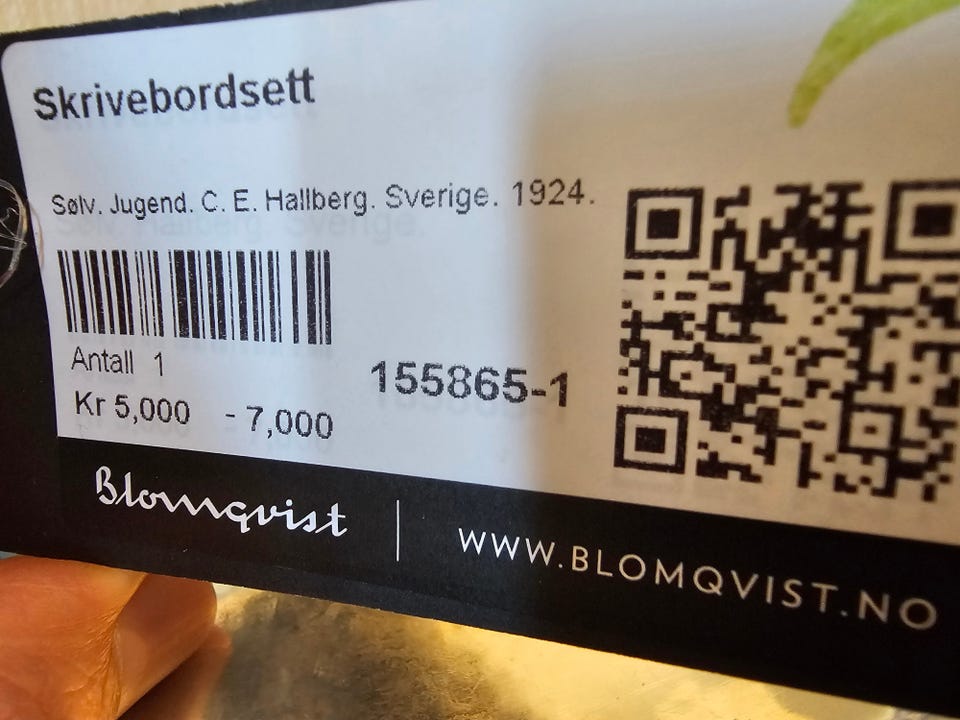 Skrivebordsett
Sølv. Jugend. C. E. Hallberg. Sverige. 1924.
Antall 1
155865-1
Kr 5,000 - 7,000
Blomqvist | WWW.BLOMQVIST.NO